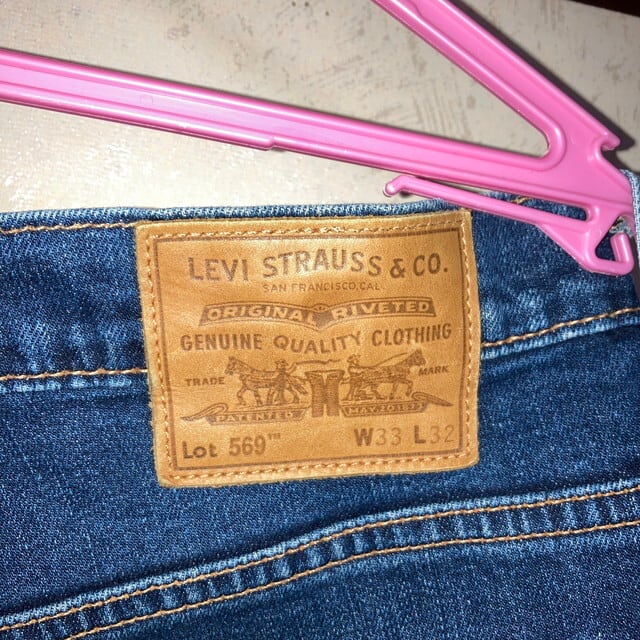 LEVI STRAUSS & CO.
SAN FRANCISCO, CAL.
ORIGINAL RIVETED
GENUINE QUALITY CLOTHING
TRADE MARK
PATENTED MAY 20 1873
Lot 569™ W33 L32